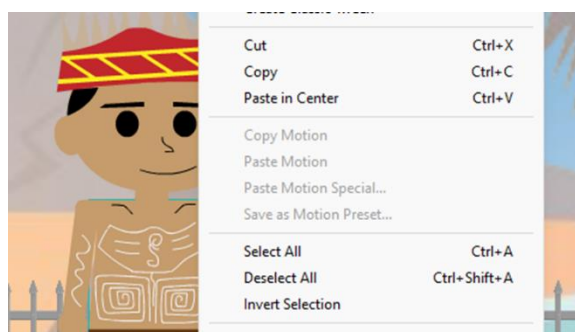 Cut Ctrl+X
Copy Ctrl+C
Paste in Center Ctrl+V
Copy Motion
Paste Motion
Paste Motion Special...
Save as Motion Preset...
Select All Ctrl+A
Deselect All Ctrl+Shift+A
Invert Selection